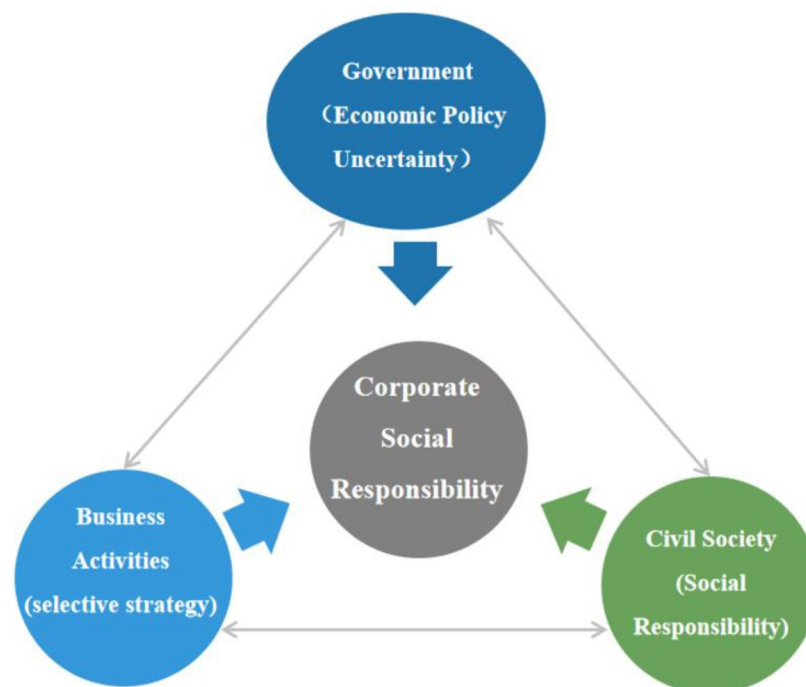 Government
（Economic Policy
Uncertainty）
Corporate
Social
Responsibility
Business
Activities
(selective strategy)
Civil Society
(Social
Responsibility)